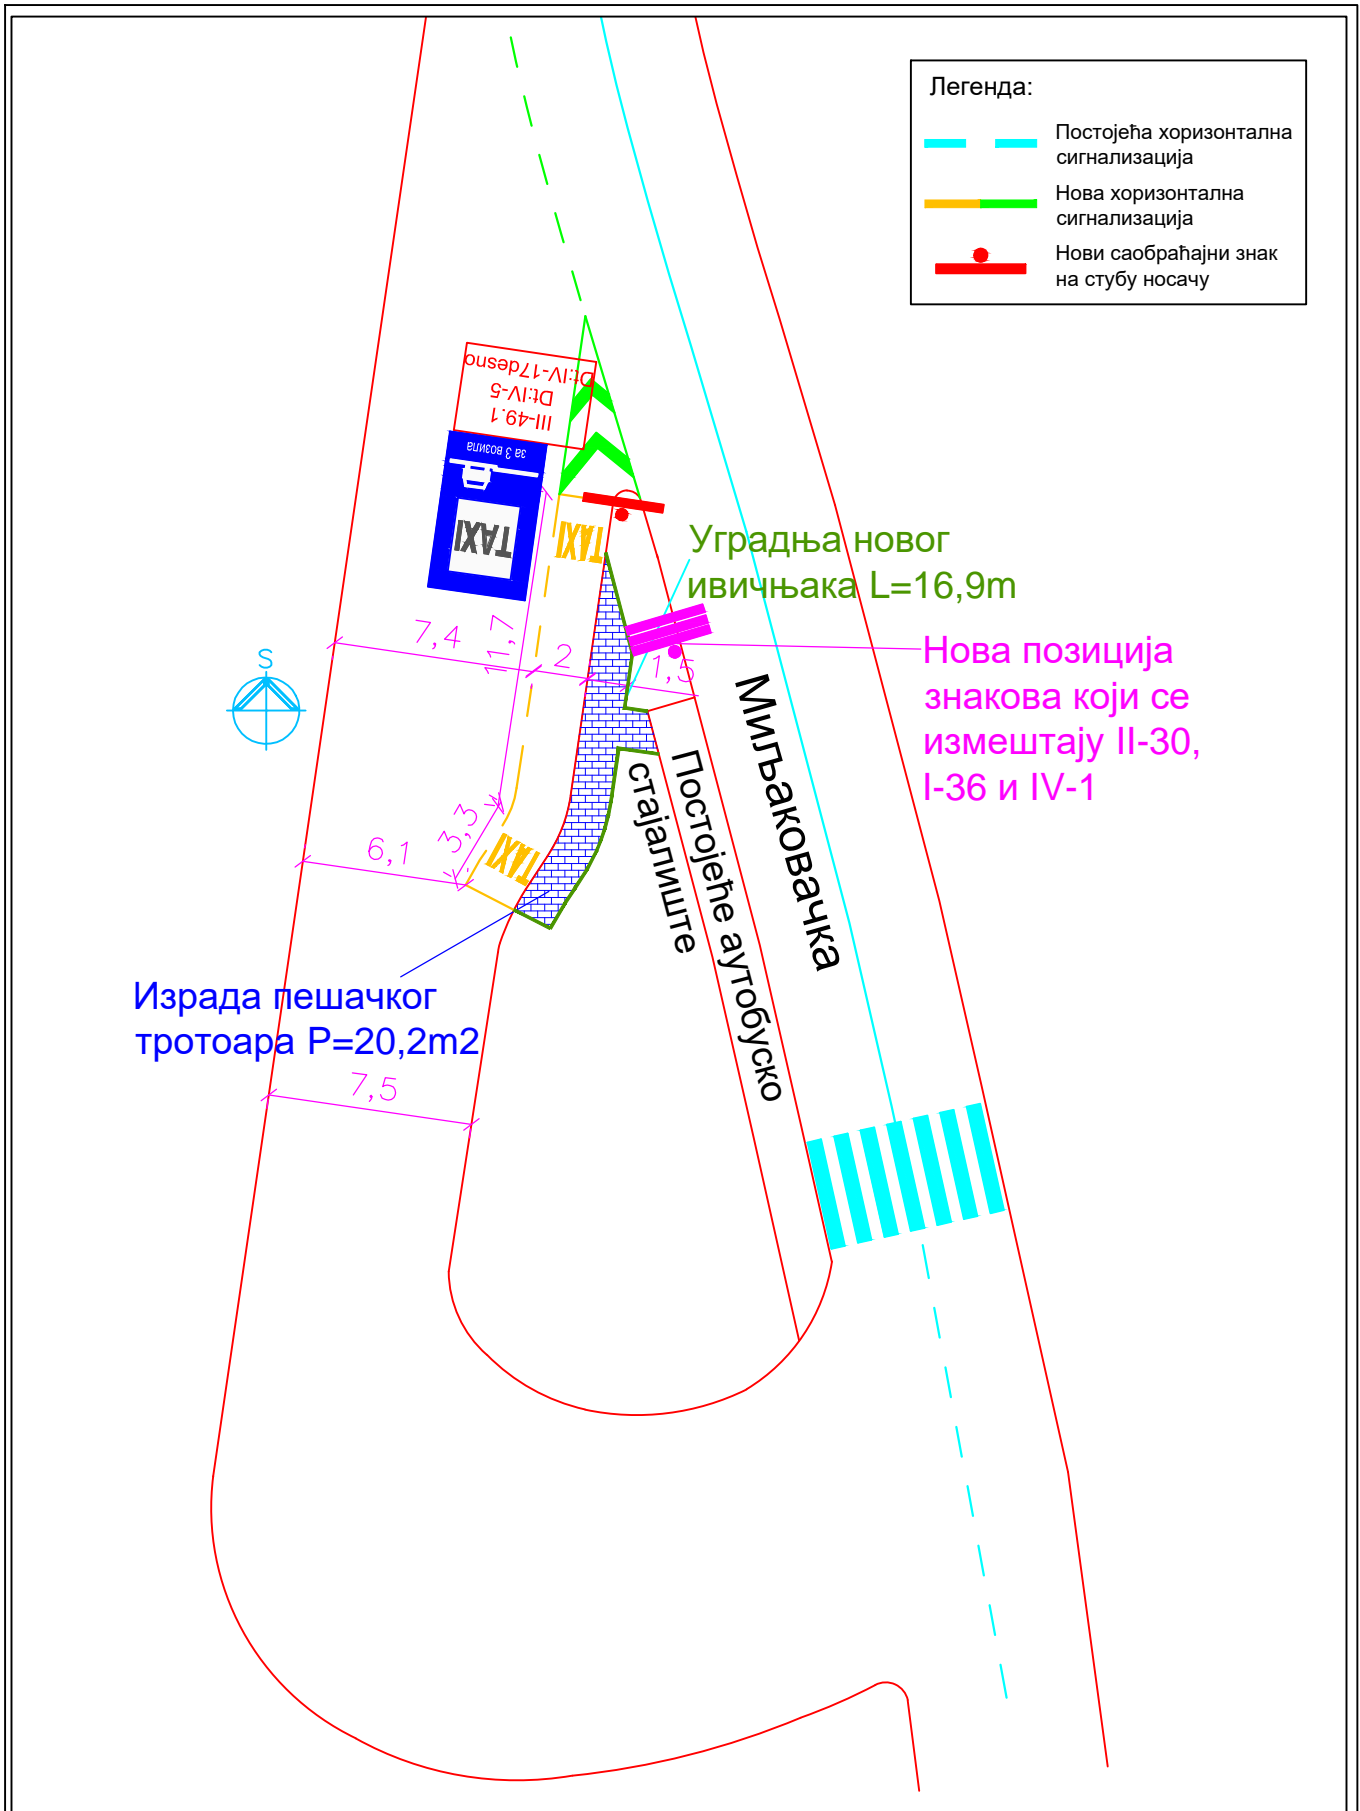 Легенда:
Постојећа хоризонтална
сигнализација
Нова хоризонтална
сигнализација
Нови саобраћајни знак
на стубу носачу
Dt:IV-17desno
Dt:IV-5
III-49.1
за 3 возила
TAXI
TAXI
Уградња новог
ивичњака L=16,9m
7,4
11,7
2
1,5
S
Нова позиција
знакова који се
измештају II-30,
I-36 и IV-1
Миљаковачка
Постојеће аутобуско
стајалиште
3,3
6,1
TAXI
Израда пешачког
тротоара P=20,2m2
7,5